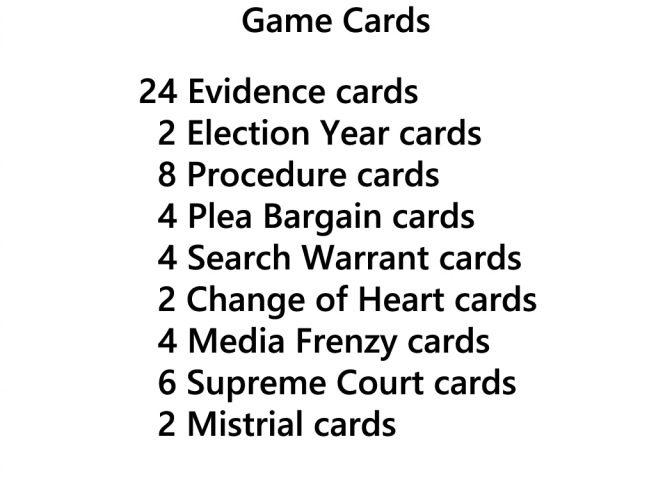 Game Cards
24 Evidence cards
2 Election Year cards
8 Procedure cards
4 Plea Bargain cards
4 Search Warrant cards
2 Change of Heart cards
4 Media Frenzy cards
6 Supreme Court cards
2 Mistrial cards